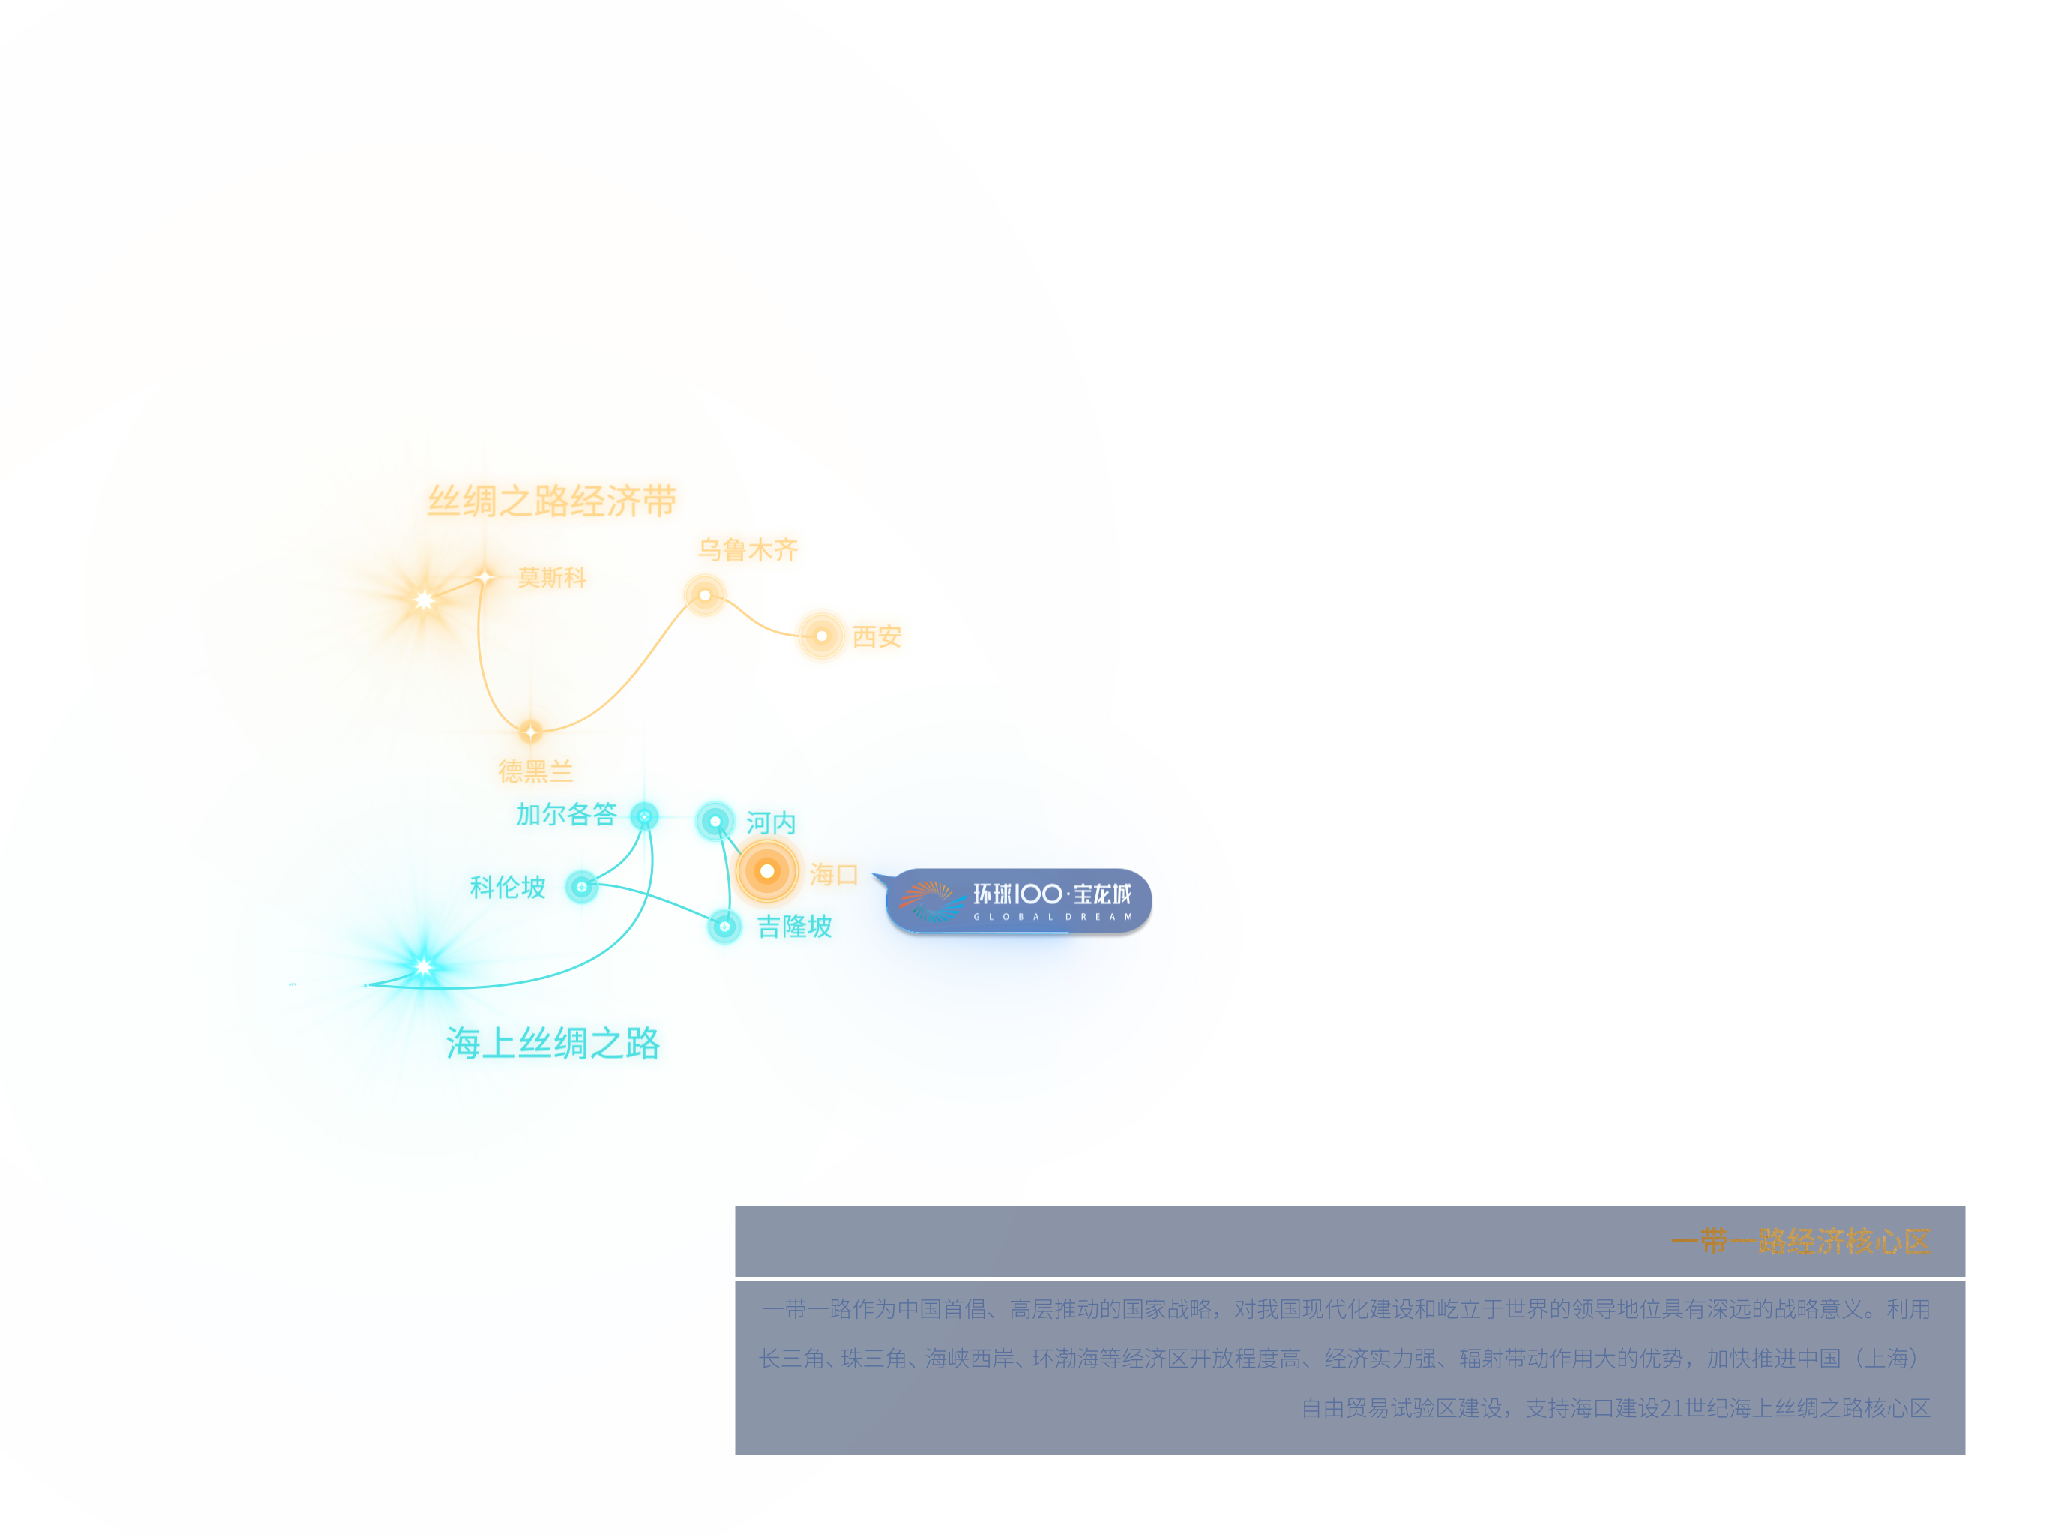 丝绸之路经济带
乌鲁木齐
莫斯科
西安
德黑兰
加尔各答
河内
海口
科伦坡
环球100·宝龙城
GLOBAL DREAM
吉隆坡
海上丝绸之路
一带一路经济核心区
一带一路作为中国首倡、高层推动的国家战略，对我国现代化建设和屹立于世界的领导地位具有深远的战略意义。利用
长三角、珠三角、海峡西岸、环渤海等经济区开放程度高、经济实力强、辐射带动作用大的优势，加快推进中国（上海）
自由贸易试验区建设，支持海口建设21世纪海上丝绸之路核心区